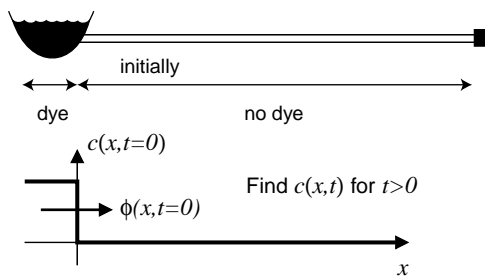 initially
dye
no dye
c(x,t=0)
Find c(x,t) for t>0
ϕ(x,t=0)
x